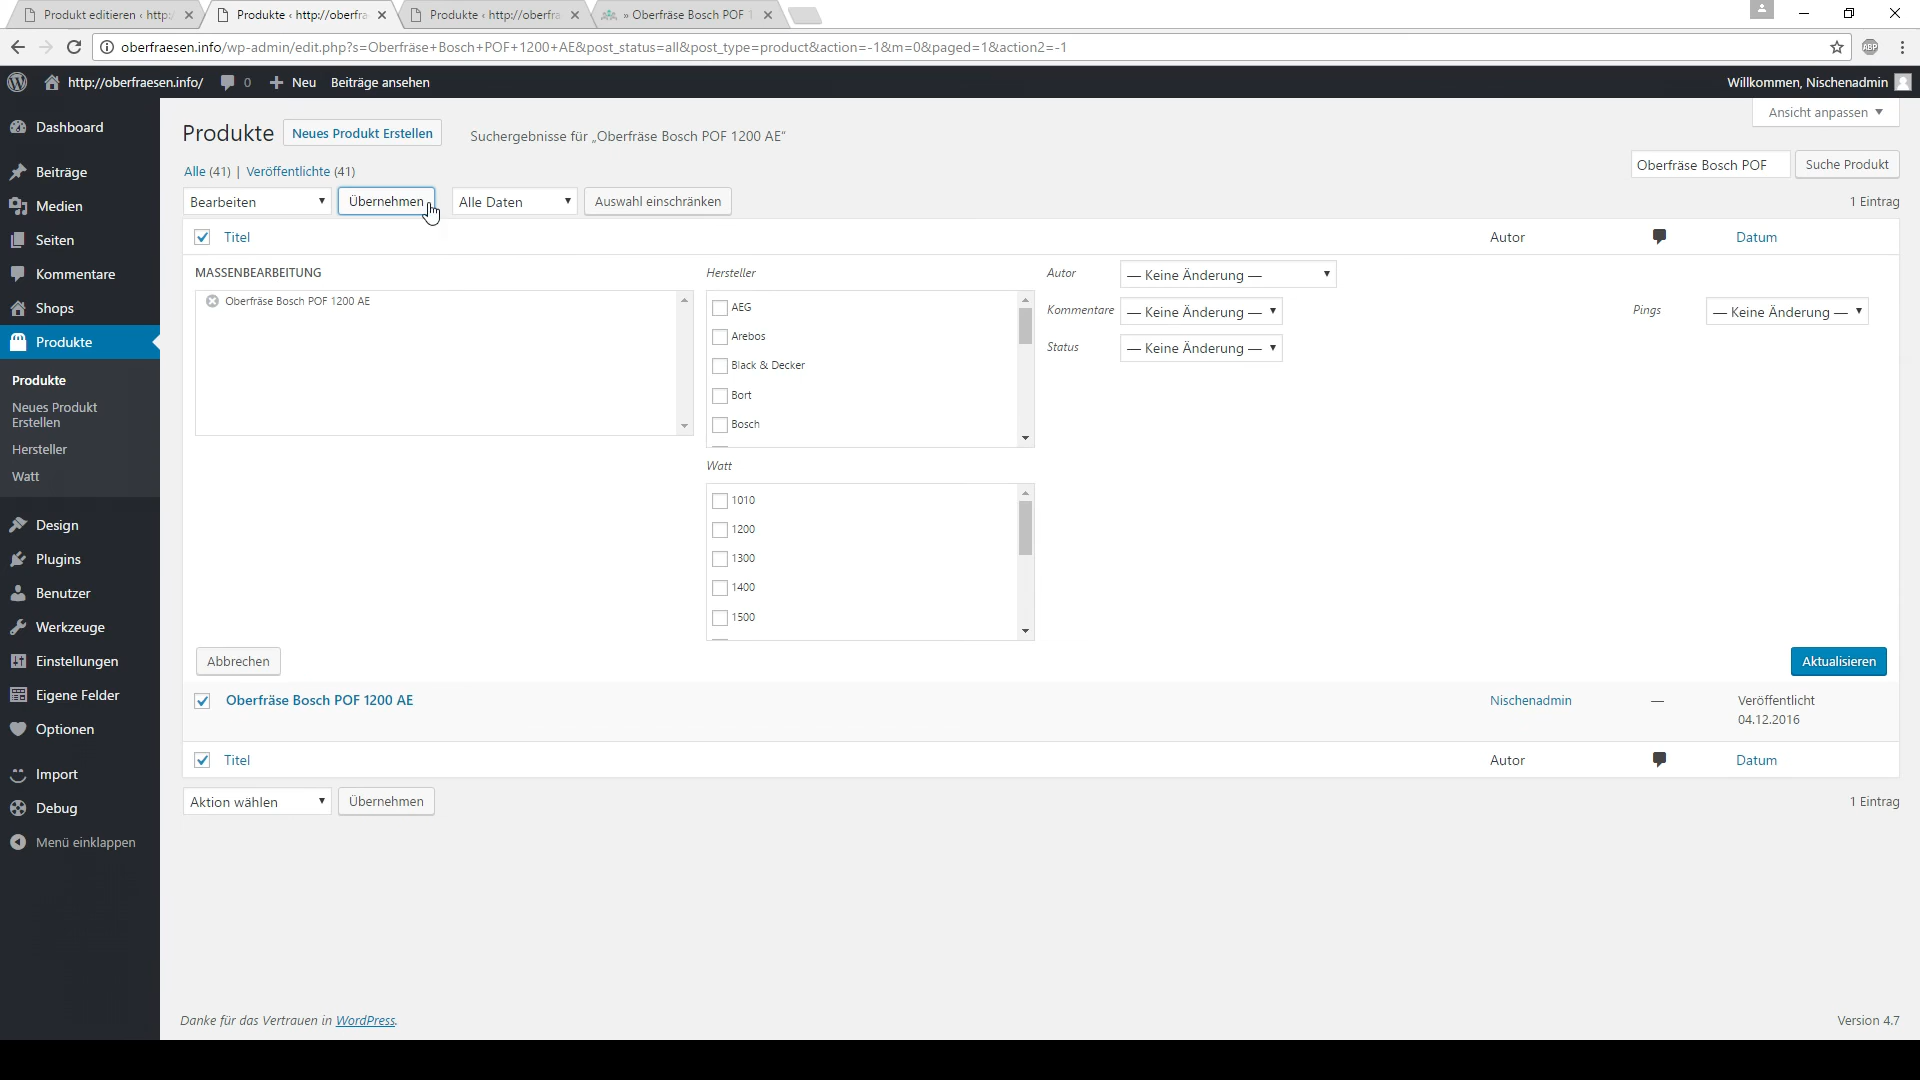 Produkt editieren ‹ http:/
Produkte ‹ http://oberfra
Produkte ‹ http://oberfra
» Oberfräse Bosch POF 1
oberfraesen.info/wp-admin/edit.php?s=Oberfräse+Bosch+POF+1200+AE&post_status=all&post_type=product&action=-1&m=0&paged=1&action2=-1
ABP
http://oberfraesen.info/
0
Neu
Beiträge ansehen
Willkommen, Nischenadmin
Dashboard
Beiträge
Medien
Seiten
Kommentare
Shops
Produkte
Produkte
Neues Produkt
Erstellen
Hersteller
Watt
Design
Plugins
Benutzer
Werkzeuge
Einstellungen
Eigene Felder
Optionen
Import
Debug
Menü einklappen
Ansicht anpassen
Produkte
Neues Produkt Erstellen
Suchergebnisse für „Oberfräse Bosch POF 1200 AE“
Alle (41) | Veröffentlichte (41)
Oberfräse Bosch POF
Suche Produkt
Bearbeiten
Übernehmen
Alle Daten
Auswahl einschränken
1 Eintrag
Titel
Autor
Datum
MASSENBEARBEITUNG
Oberfräse Bosch POF 1200 AE
Hersteller
AEG
Arebos
Black & Decker
Bort
Bosch
Watt
1010
1200
1300
1400
1500
Autor
— Keine Änderung —
Kommentare
— Keine Änderung —
Pings
— Keine Änderung —
Status
— Keine Änderung —
Abbrechen
Aktualisieren
Oberfräse Bosch POF 1200 AE
Nischenadmin
—
Veröffentlicht
04.12.2016
Titel
Autor
Datum
Aktion wählen
Übernehmen
1 Eintrag
Danke für das Vertrauen in WordPress.
Version 4.7